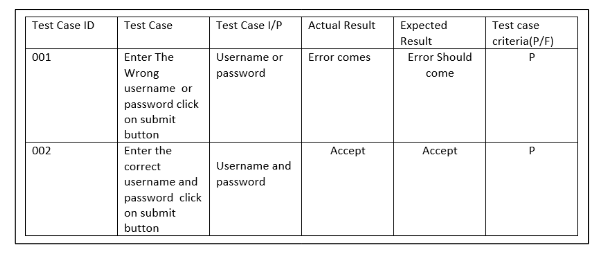 Test Case ID Test Case Test Case I/P Actual Result Expected Result Test case criteria(P/F)
001 Enter The Wrong username or password click on submit button Username or password Error comes Error Should come P
002 Enter the correct username and password click on submit button Username and password Accept Accept P